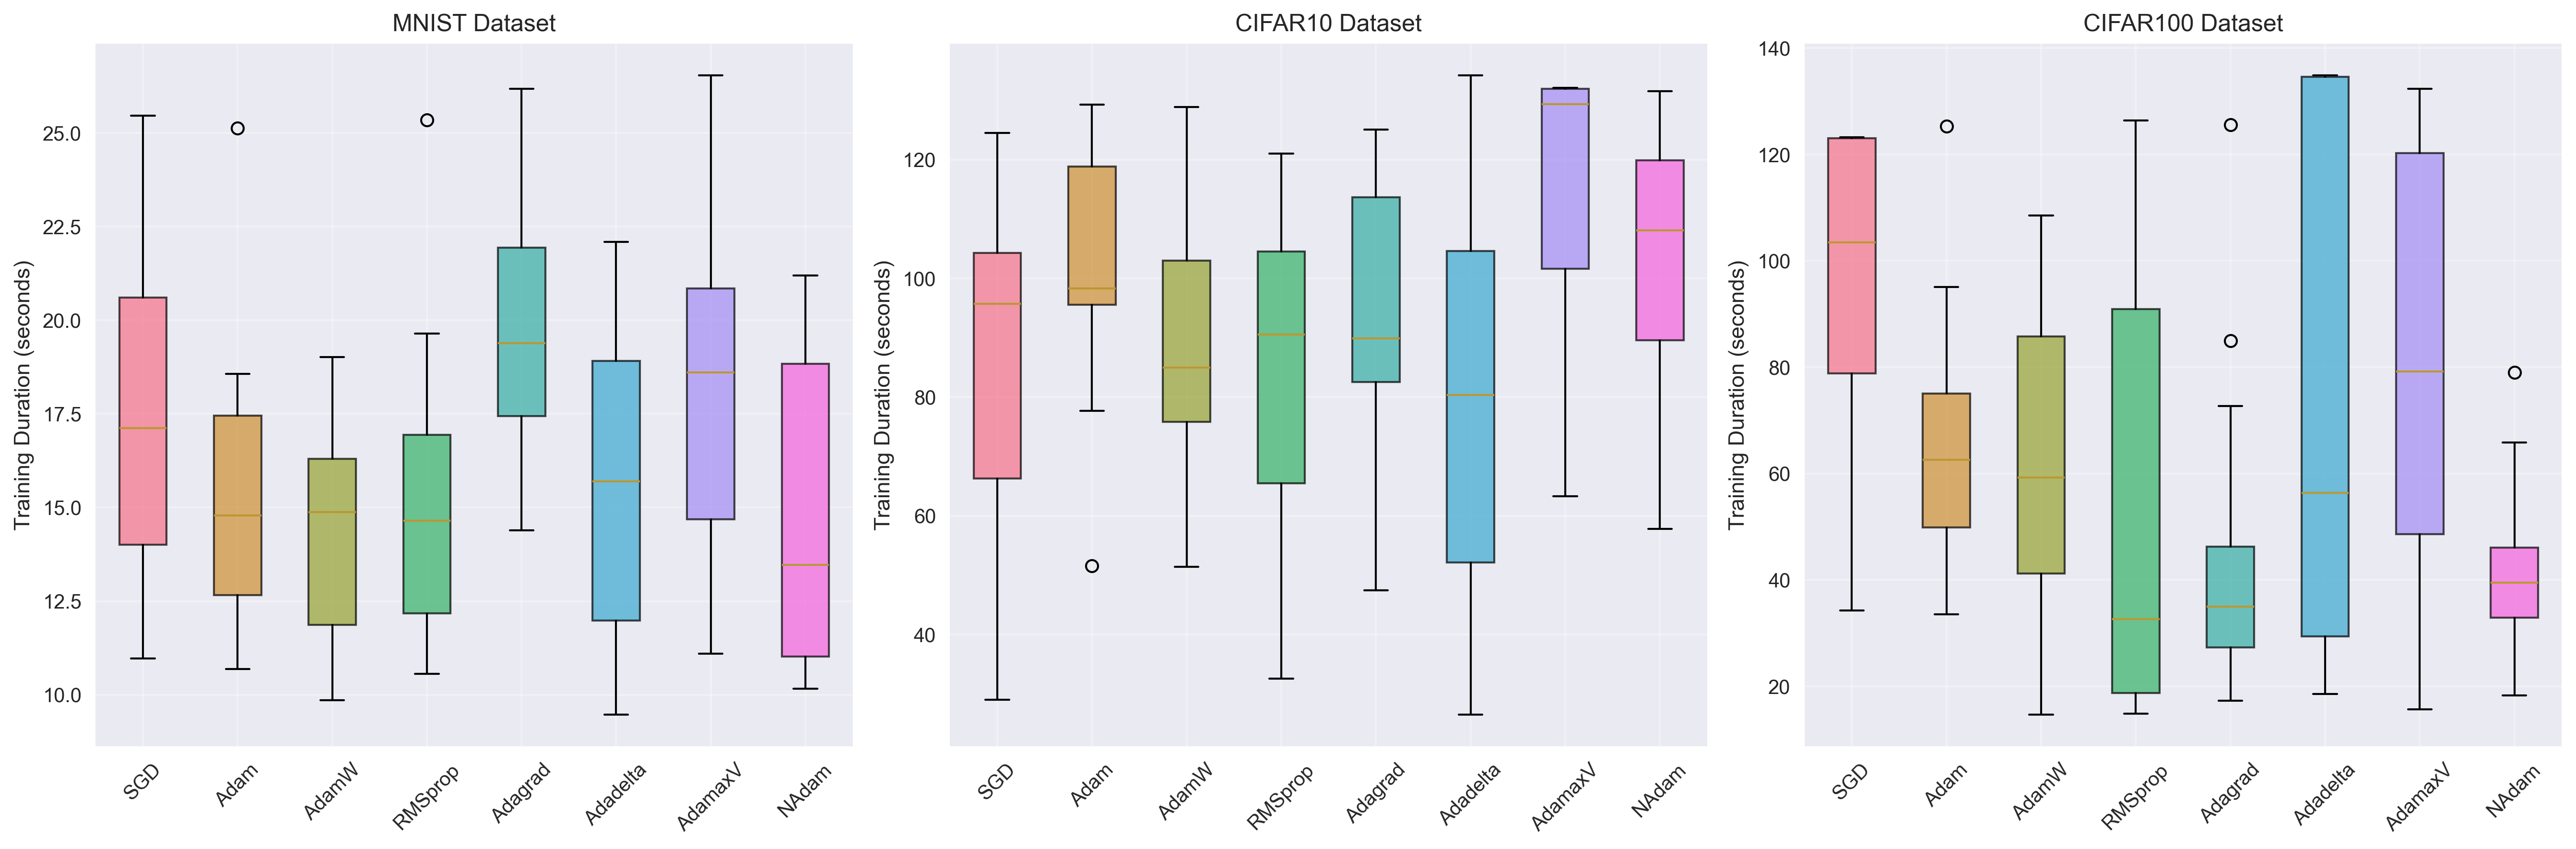 MNIST Dataset
Training Duration (seconds)
25.0
22.5
20.0
17.5
15.0
12.5
10.0
SGD
Adam
AdamW
RMSprop
Adagrad
Adadelta
AdamaxV
NAdam
CIFAR10 Dataset
Training Duration (seconds)
120
100
80
60
40
SGD
Adam
AdamW
RMSprop
Adagrad
Adadelta
AdamaxV
NAdam
CIFAR100 Dataset
Training Duration (seconds)
140
120
100
80
60
40
20
SGD
Adam
AdamW
RMSprop
Adagrad
Adadelta
AdamaxV
NAdam